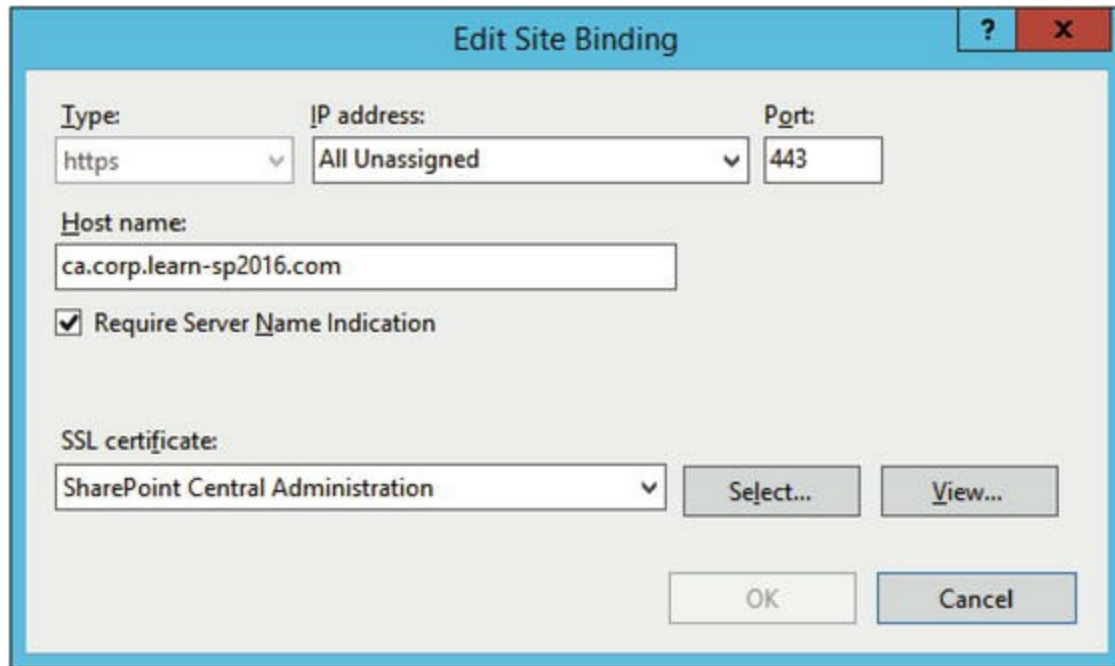 Edit Site Binding
?
x
Type: IP address: Port:
https All Unassigned 443
Host name:
ca.corp.learn-sp2016.com
Require Server Name Indication
SSL certificate:
SharePoint Central Administration Select... View...
OK Cancel